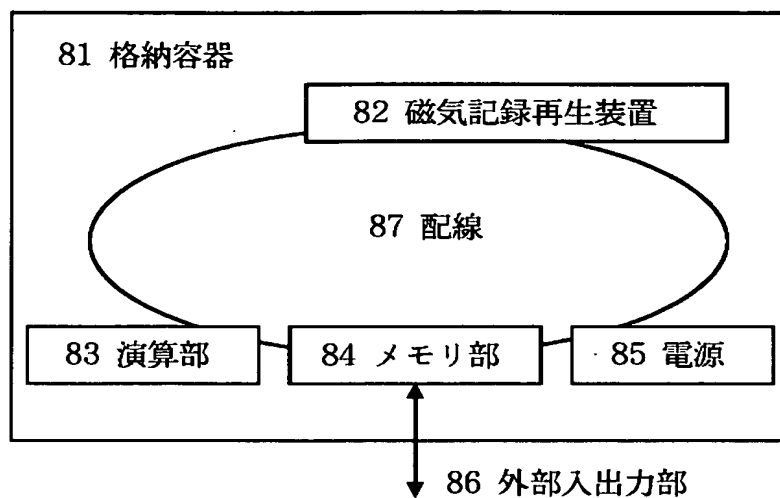 81 格納容器
82 磁気記録再生装置
87 配線
83 演算部
84 メモリ部
85 電源
86 外部入出力部